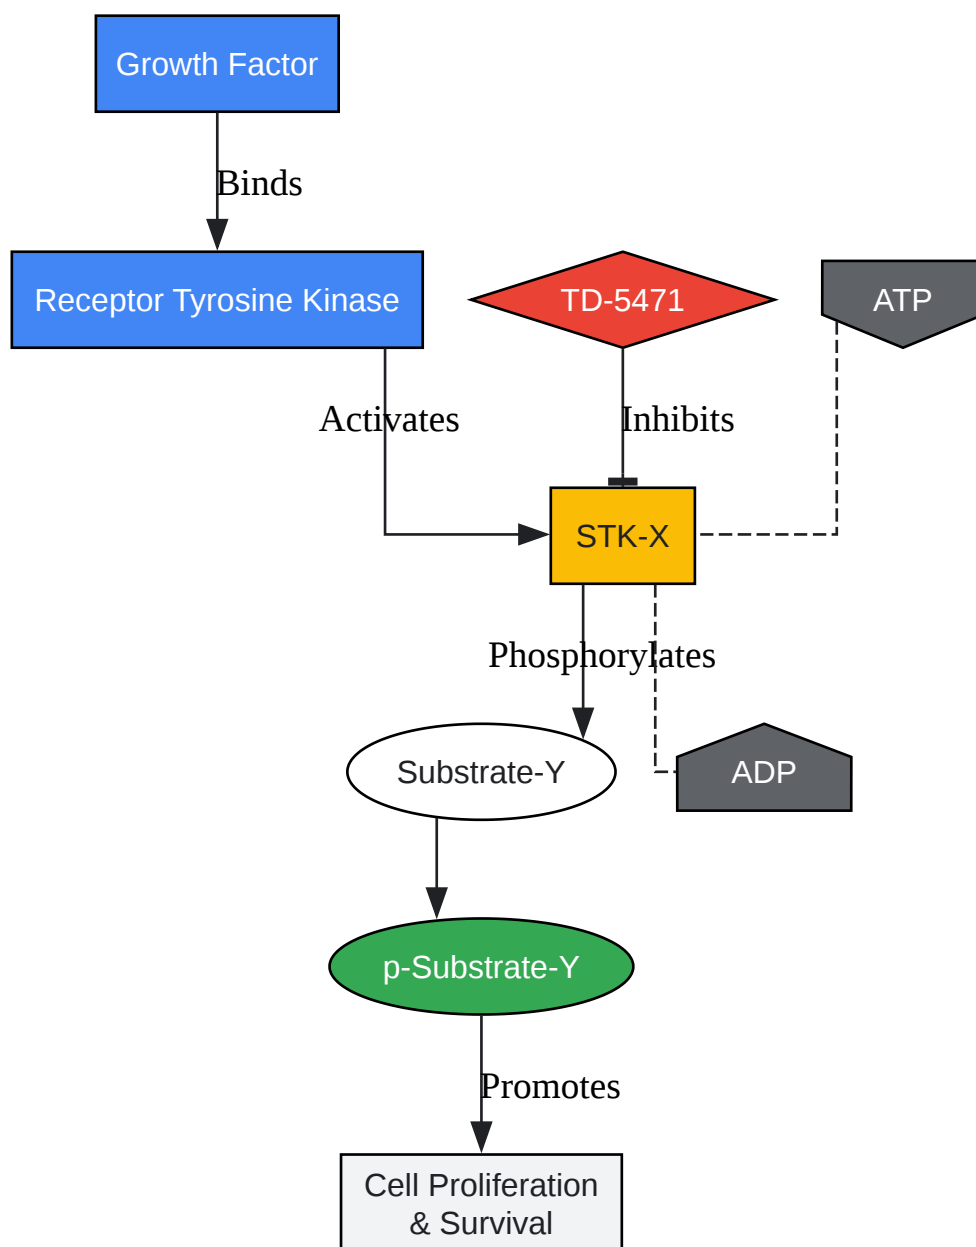 Growth Factor
Binds
Receptor Tyrosine Kinase
TD-5471
ATP
Activates
Inhibits
STK-X
Phosphorylates
Substrate-Y
ADP
p-Substrate-Y
Promotes
Cell Proliferation
& Survival